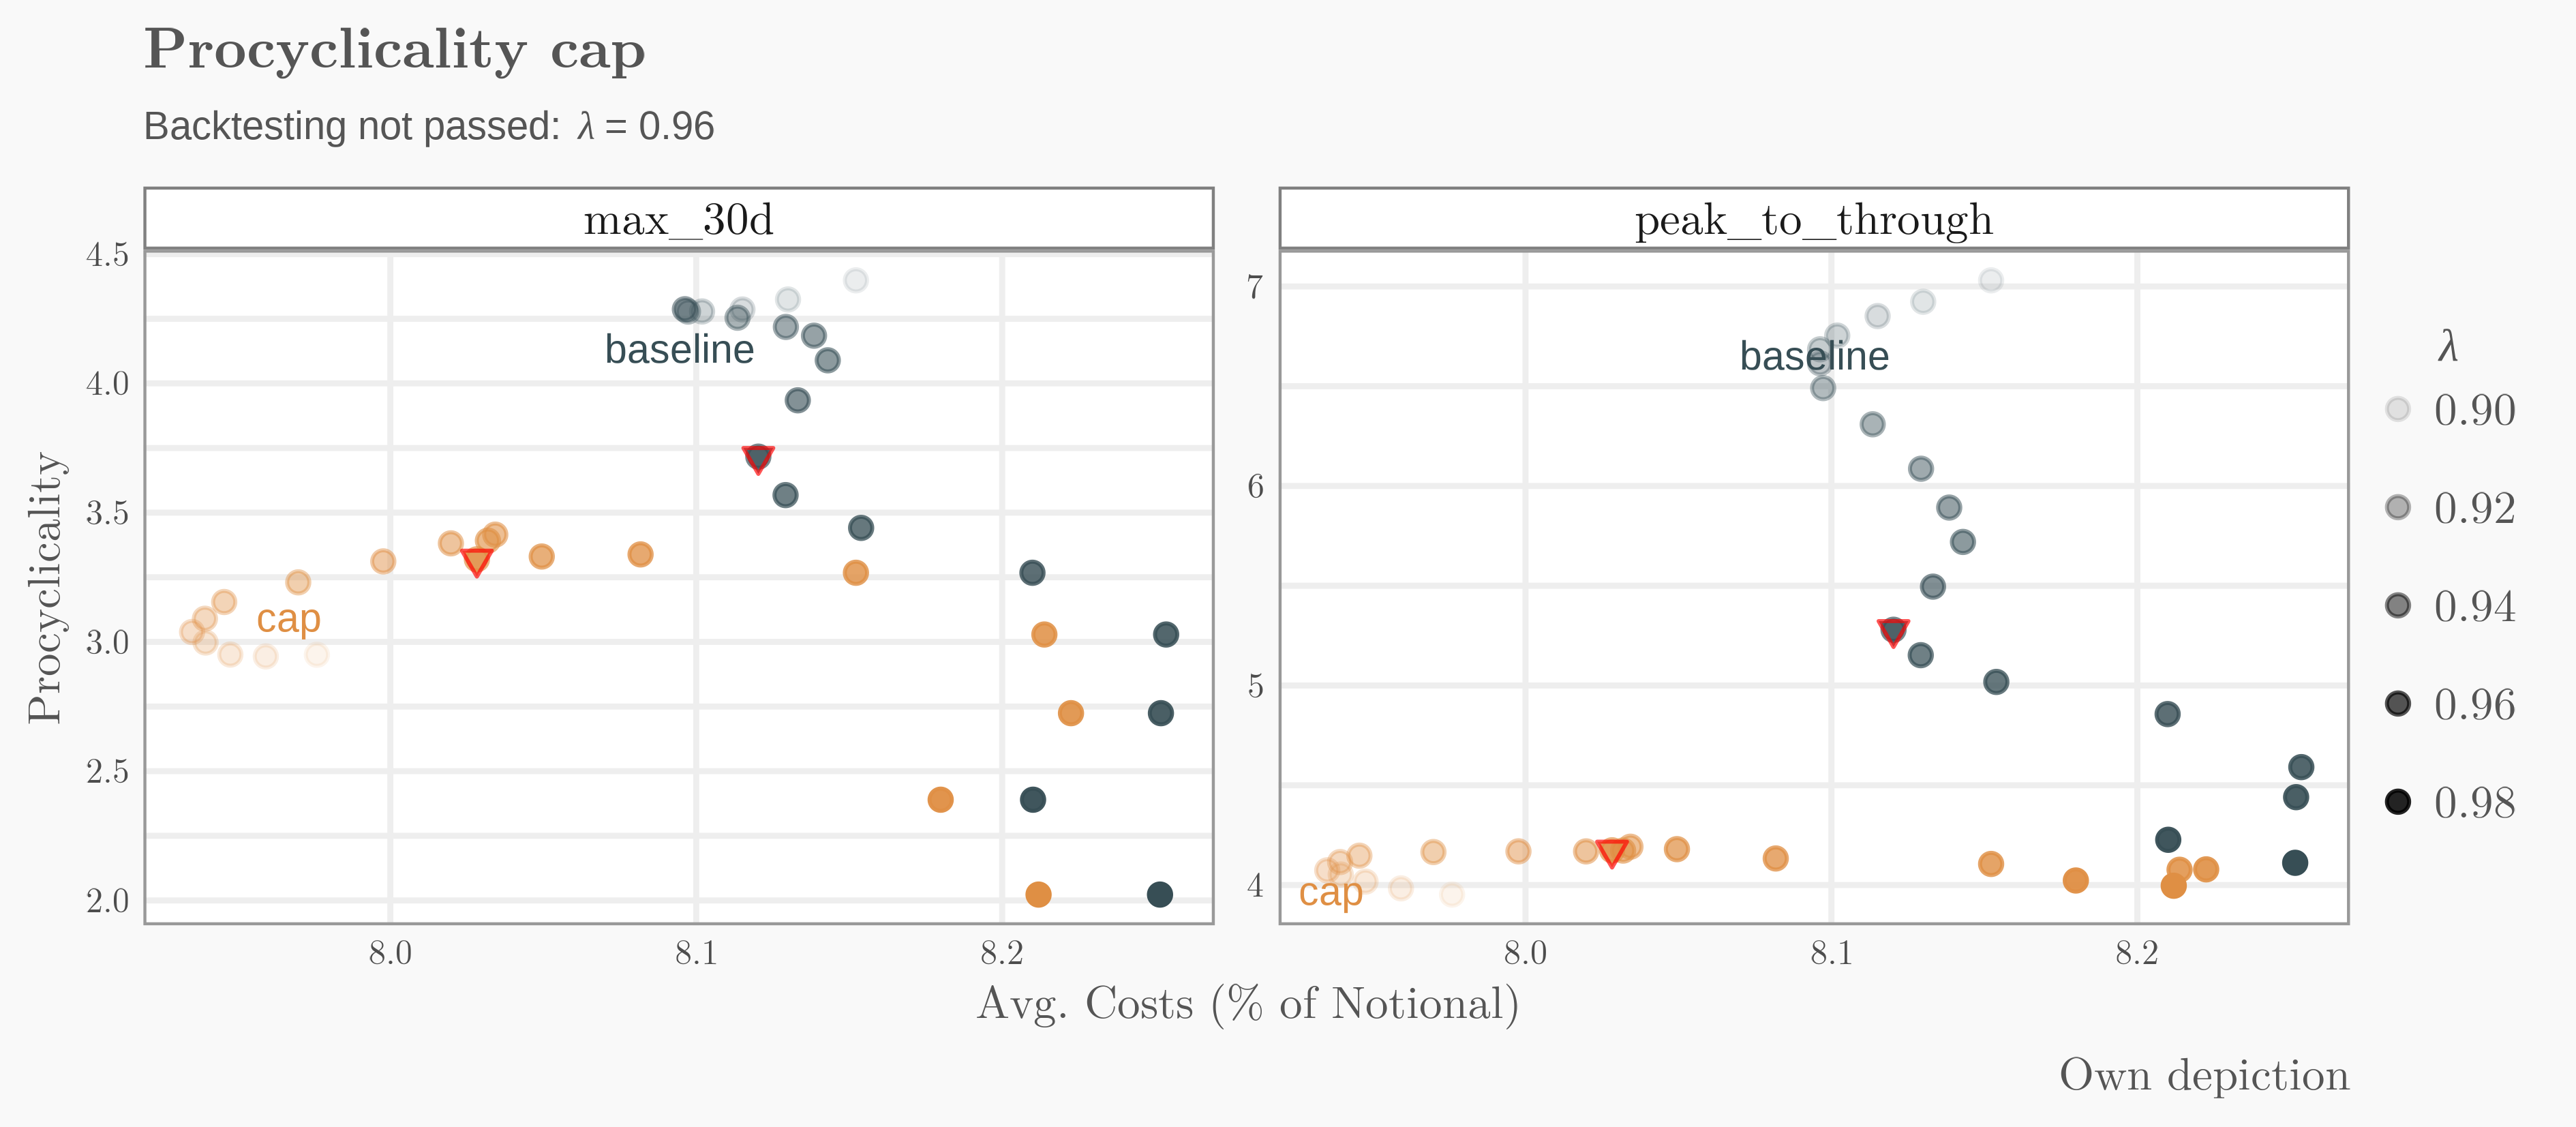 Procyclicality cap
Backtesting not passed: λ = 0.96
max_30d
peak_to_through
Procyclicality
4.5
4.0
3.5
3.0
2.5
2.0
baseline
cap
8.0
8.1
8.2
7
6
5
4
baseline
cap
8.0
8.1
8.2
Avg. Costs (% of Notional)
λ
0.90
0.92
0.94
0.96
0.98
Own depiction